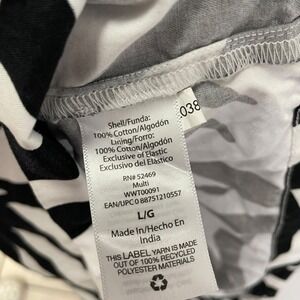 038
Shell/Funda:
100% Cotton/Algodón
Lining/Forro:
100% Cotton/Algodón
Exclusive of Elastic
Exclusivo del Elastico
P/N# 52469
Multi
WWT00091
EAN/UPC 0 88751210557
L/G
Made In/Hecho En
India
THIS LABEL YARN IS MADE
OUT OF 100% RECYCLED
POLYESTER MATERIALS